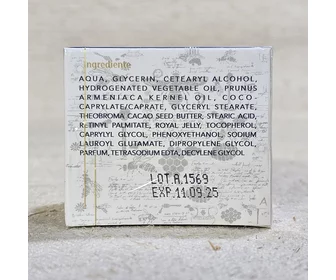 Ingrediente
AQUA, GLYCERIN, CETEARYL ALCOHOL,
HYDROGENATED VEGETABLE OIL, PRUNUS
ARMENIACA KERNEL OIL, COCO-
CAPRYLATE/CAPRATE, GLYCERYL STEARATE,
THEOBROMA CACAO SEED BUTTER, STEARIC ACID,
RETINYL PALMITATE, ROYAL JELLY, TOCOPHEROL,
CAPRYLYL GLYCOL, PHENOXYETHANOL, SODIUM
LAUROYL GLUTAMATE, DIPROPYLENE GLYCOL,
PARFUM, TETRASODIUM EDTA, DECYLENE GLYCOL
LOT.A.1569
EXP.11.09.25